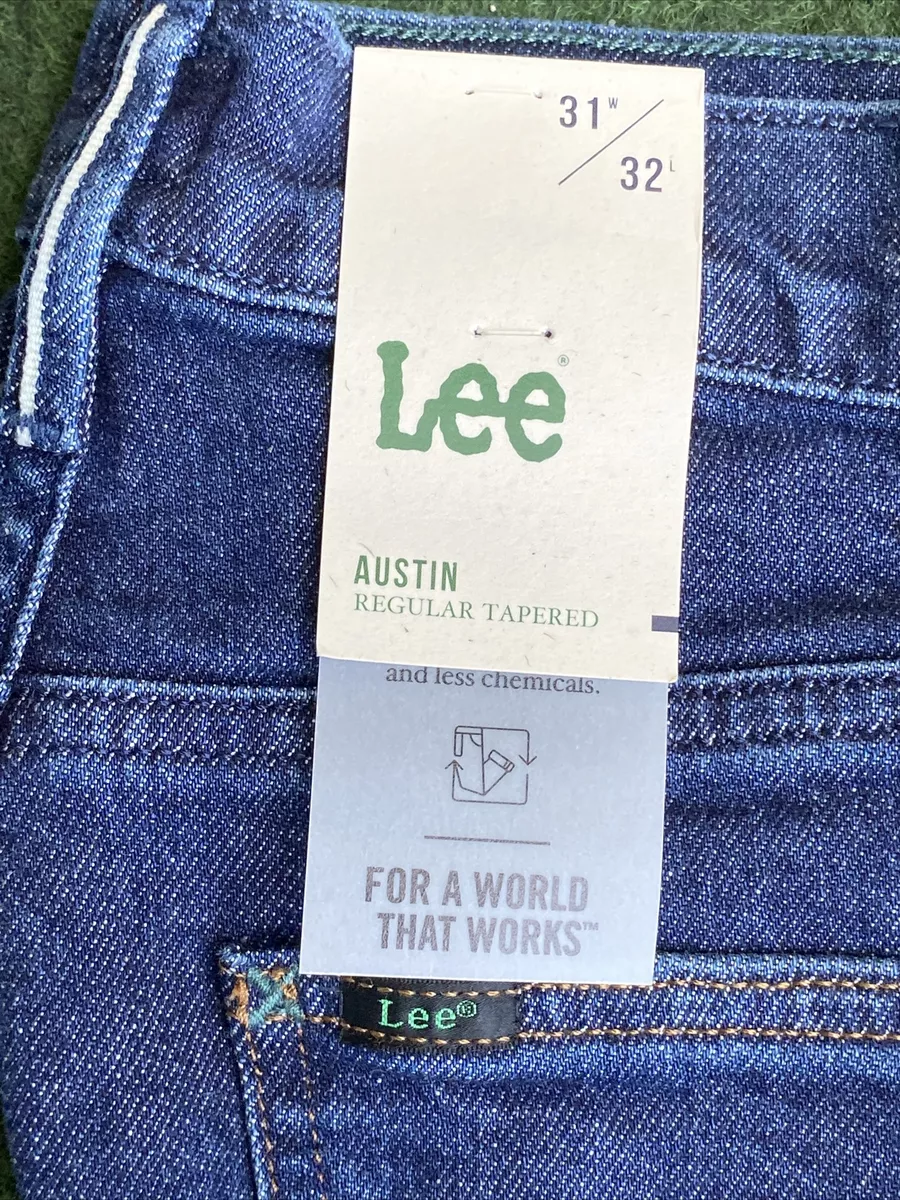 31W
32L
Lee®
AUSTIN
REGULAR TAPERED
and less chemicals.
FOR A WORLD
THAT WORKS™
Lee®